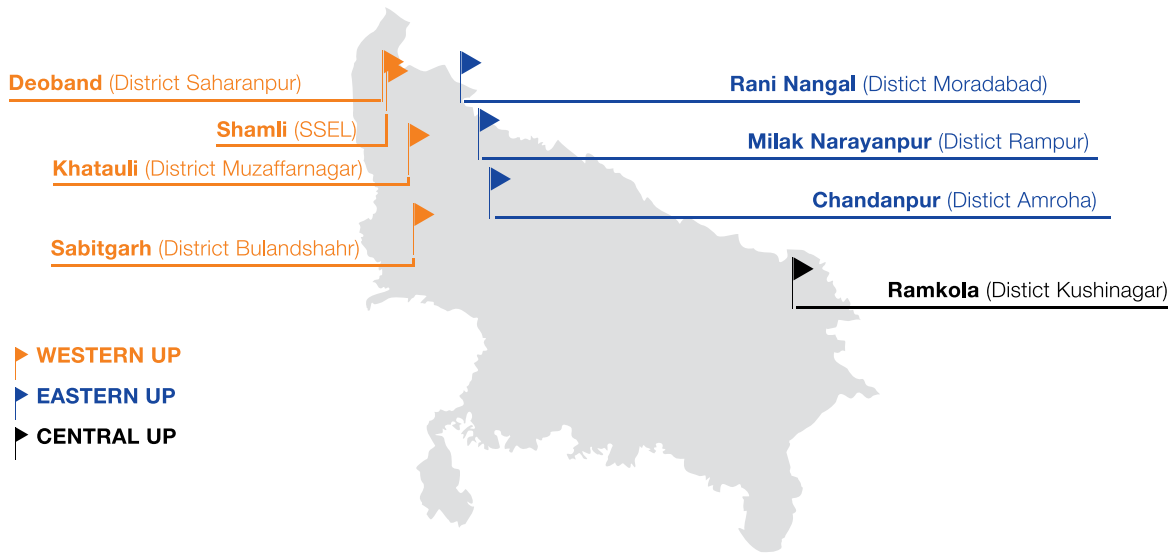 Deoband (District Saharanpur)
Shamli (SSEL)
Khatauli (District Muzaffarnagar)
Sabitgarh (District Bulandshahr)
Rani Nangal (Distict Moradabad)
Milak Narayanpur (Distict Rampur)
Chandanpur (Distict Amroha)
Ramkola (Distict Kushinagar)
WESTERN UP
EASTERN UP
CENTRAL UP